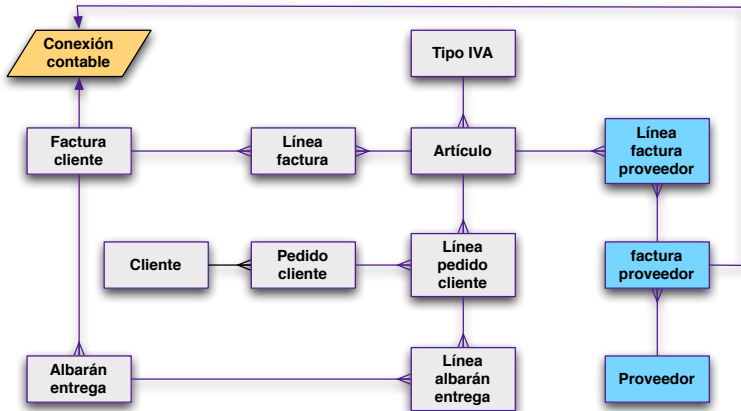 Conexión
contable
Tipo IVA
Factura
cliente
Línea
factura
Artículo
Línea
factura
proveedor
Cliente
Pedido
cliente
Línea
pedido
cliente
factura
proveedor
Albarán
entrega
Línea
albarán
entrega
Proveedor